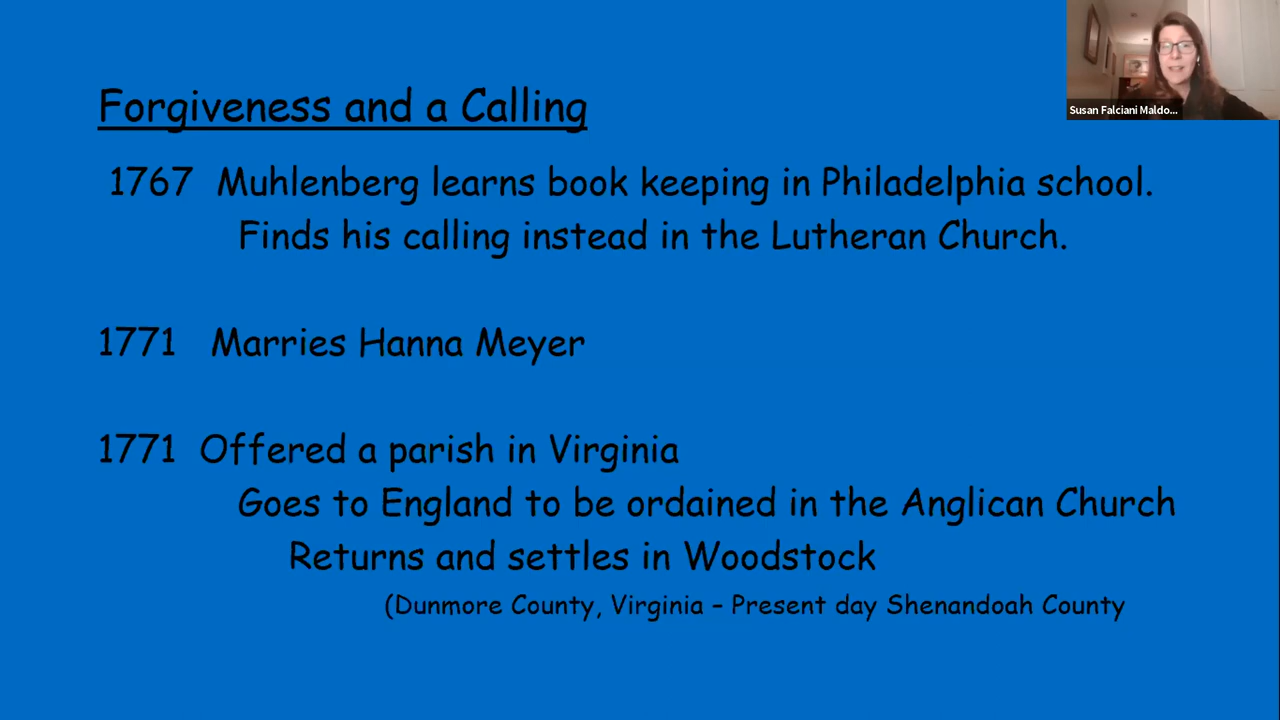 Susan Falciani Maldo...
Forgiveness and a Calling
1767 Muhlenberg learns book keeping in Philadelphia school.
Finds his calling instead in the Lutheran Church.
1771 Marries Hanna Meyer
1771 Offered a parish in Virginia
Goes to England to be ordained in the Anglican Church
Returns and settles in Woodstock
(Dunmore County, Virginia – Present day Shenandoah County